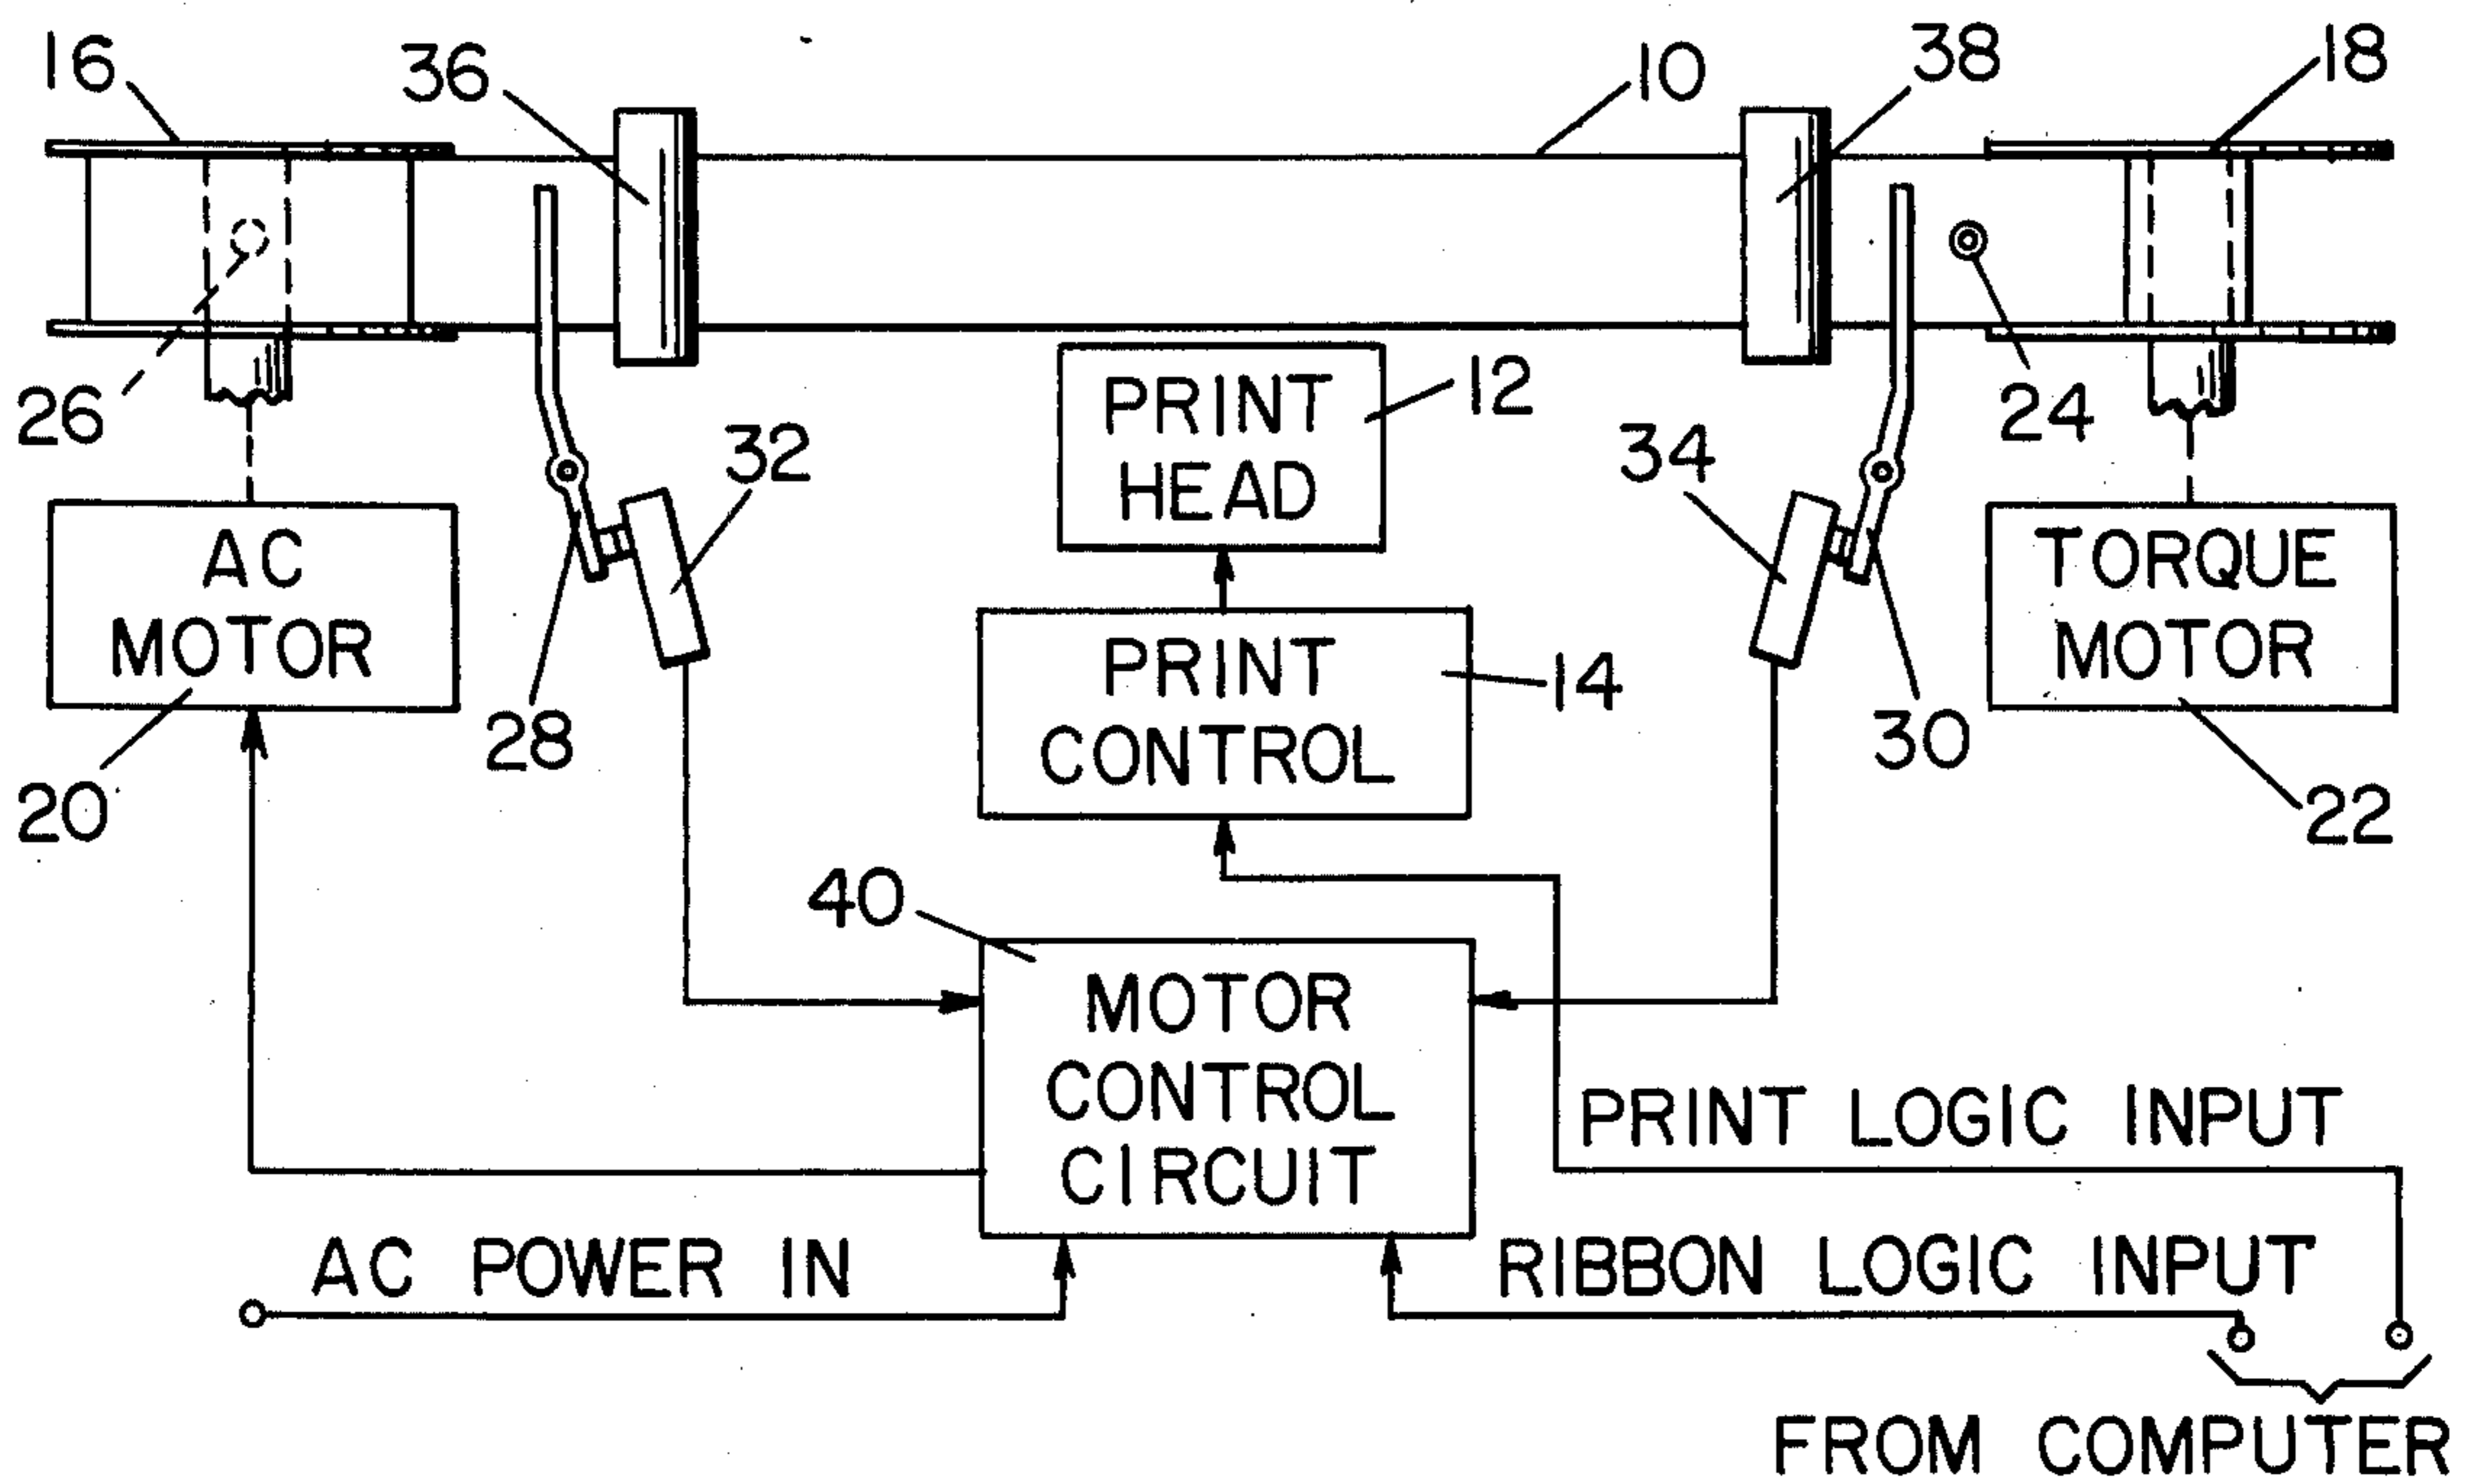 16
36
10
38
18
26
32
PRINT
HEAD
12
34
24
AC
MOTOR
TORQUE
MOTOR
28
PRINT
CONTROL
14
30
20
22
40
MOTOR
CONTROL
CIRCUIT
PRINT LOGIC INPUT
AC POWER IN
RIBBON LOGIC INPUT
FROM COMPUTER